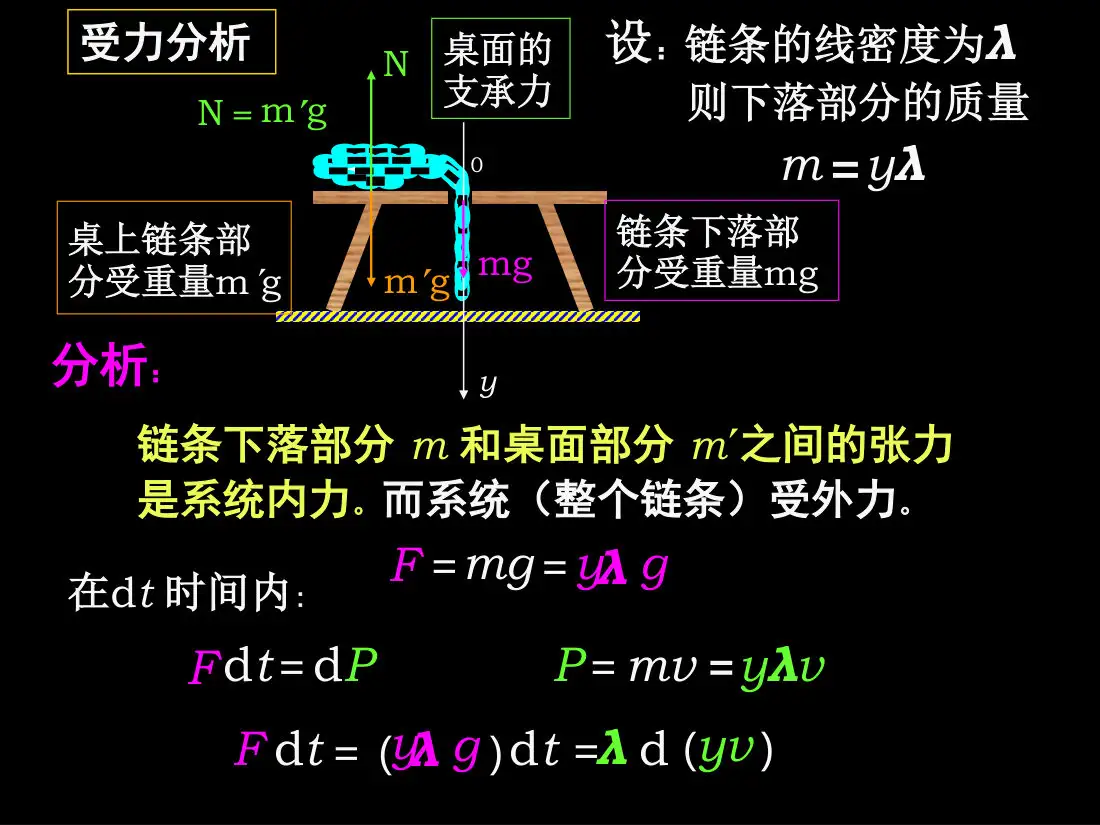 受力分析
N
N = m´g
桌面的
支承力
设：链条的线密度为λ
则下落部分的质量
m = yλ
0
桌上链条部
分受重量m´g
m´g
mg
链条下落部
分受重量mg
y
分析：
链条下落部分 m 和桌面部分 m′之间的张力
是系统内力。而系统（整个链条）受外力。
F = mg = yλ g
在dt 时间内：
F dt = dP
P = mv = yλv
F dt = (yλ g) dt = λ d (yv)